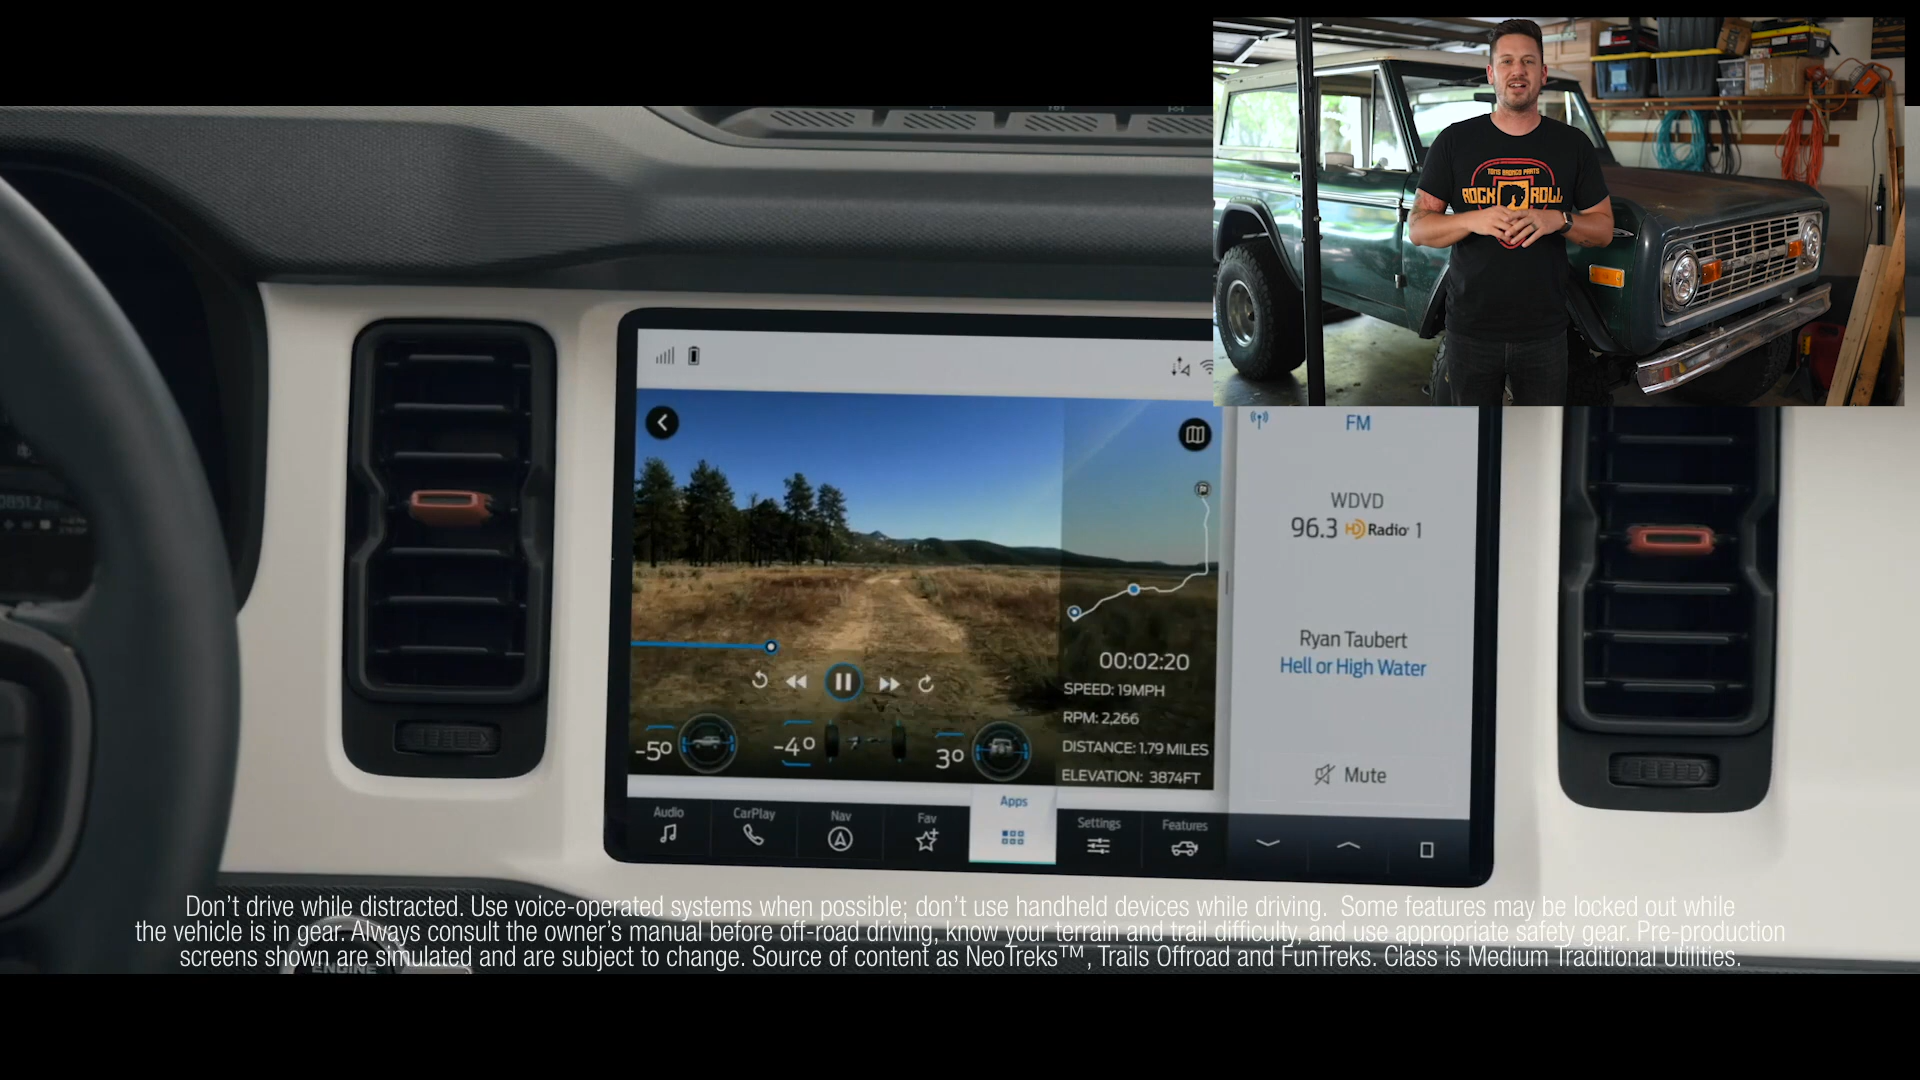 TOMS BRONCO PARTS
ROCK ROLL
FM
WDVD
96.3 HD Radio 1
Ryan Taubert
Hell or High Water
Mute
00:02:20
SPEED: 19MPH
RPM: 2,266
DISTANCE: 1.79 MILES
ELEVATION: 3874FT
-5º
-4º
3º
Audio
CarPlay
Nav
Fav
Apps
Settings
Features
Don't drive while distracted. Use voice-operated systems when possible; don't use handheld devices while driving. Some features may be locked out while
the vehicle is in gear. Always consult the owner's manual before off-road driving, know your terrain and trail difficulty, and use appropriate safety gear. Pre-production
screens shown are simulated and are subject to change. Source of content as NeoTreks™, Trails Offroad and FunTreks. Class is Medium Traditional Utilities.
ENGINE